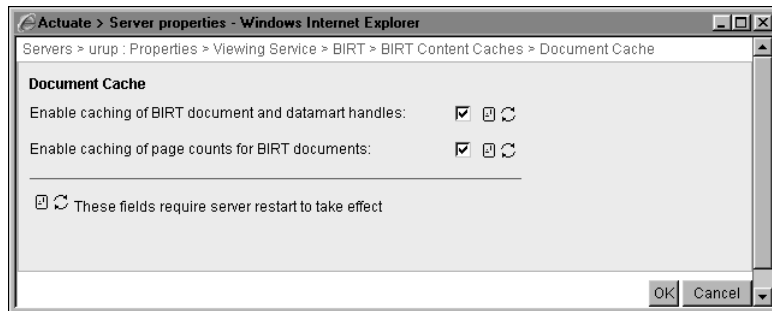 Actuate > Server properties - Windows Internet Explorer
Servers > urup : Properties > Viewing Service > BIRT > BIRT Content Caches > Document Cache
Document Cache
Enable caching of BIRT document and datamart handles:
Enable caching of page counts for BIRT documents:
These fields require server restart to take effect
OK Cancel